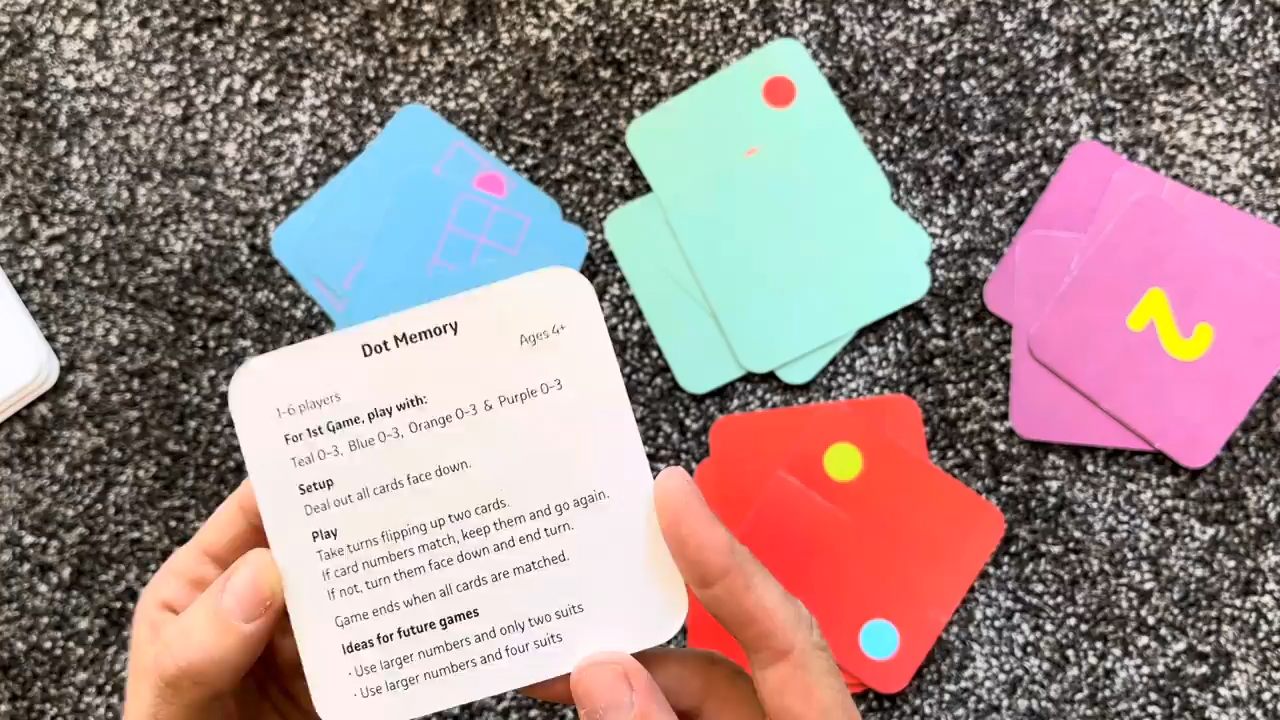 Dot Memory
Ages 4+
1-6 players
For 1st Game, play with:
Teal 0-3, Blue 0-3, Orange 0-3 & Purple 0-3
Setup
Deal out all cards face down.
Play
Take turns flipping up two cards.
If card numbers match, keep them and go again.
If not, turn them face down and end turn.
Game ends when all cards are matched.
Ideas for future games
· Use larger numbers and only two suits
· Use larger numbers and four suits
2